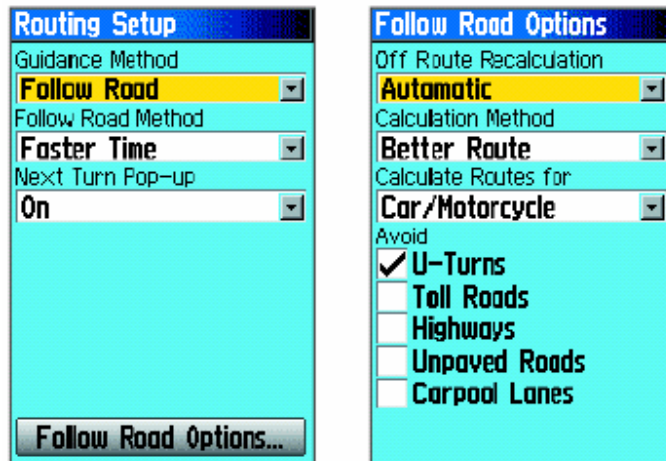 Routing Setup
Guidance Method
Follow Road
Follow Road Method
Faster Time
Next Turn Pop-up
On
Follow Road Options...
Follow Road Options
Off Route Recalculation
Automatic
Calculation Method
Better Route
Calculate Routes for
Car/Motorcycle
Avoid
U-Turns
Toll Roads
Highways
Unpaved Roads
Carpool Lanes